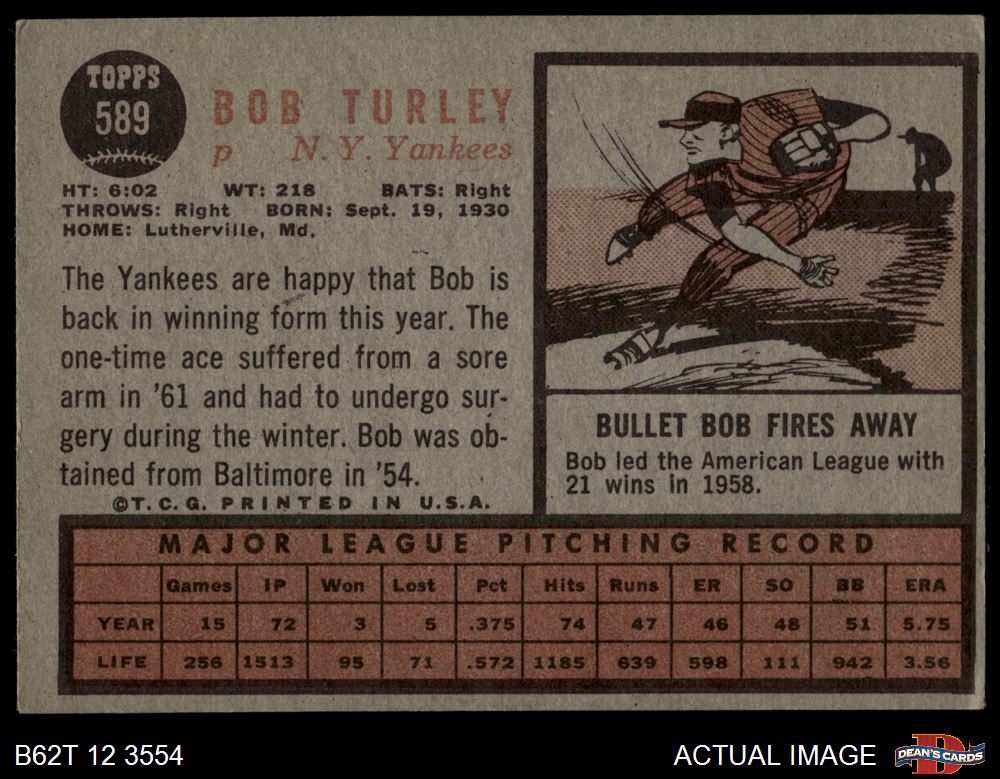 TOPPS
589
BOB TURLEY
p N. Y. Yankees
HT: 6:02 WT: 218 BATS: Right
THROWS: Right BORN: Sept. 19, 1930
HOME: Lutherville, Md.
The Yankees are happy that Bob is
back in winning form this year. The
one-time ace suffered from a sore
arm in '61 and had to undergo sur-
gery during the winter. Bob was ob-
tained from Baltimore in '54.
©T.C.G. PRINTED IN U.S.A.
BULLET BOB FIRES AWAY
Bob led the American League with
21 wins in 1958.
MAJOR LEAGUE PITCHING RECORD
Games IP Won Lost Pct Hits Runs ER SO BB ERA
YEAR 15 72 3 5 .375 74 47 46 48 51 5.75
LIFE 256 1513 95 71 .572 1185 639 598 111 942 3.56
B62T 12 3554 ACTUAL IMAGE
DEAN'S CARDS